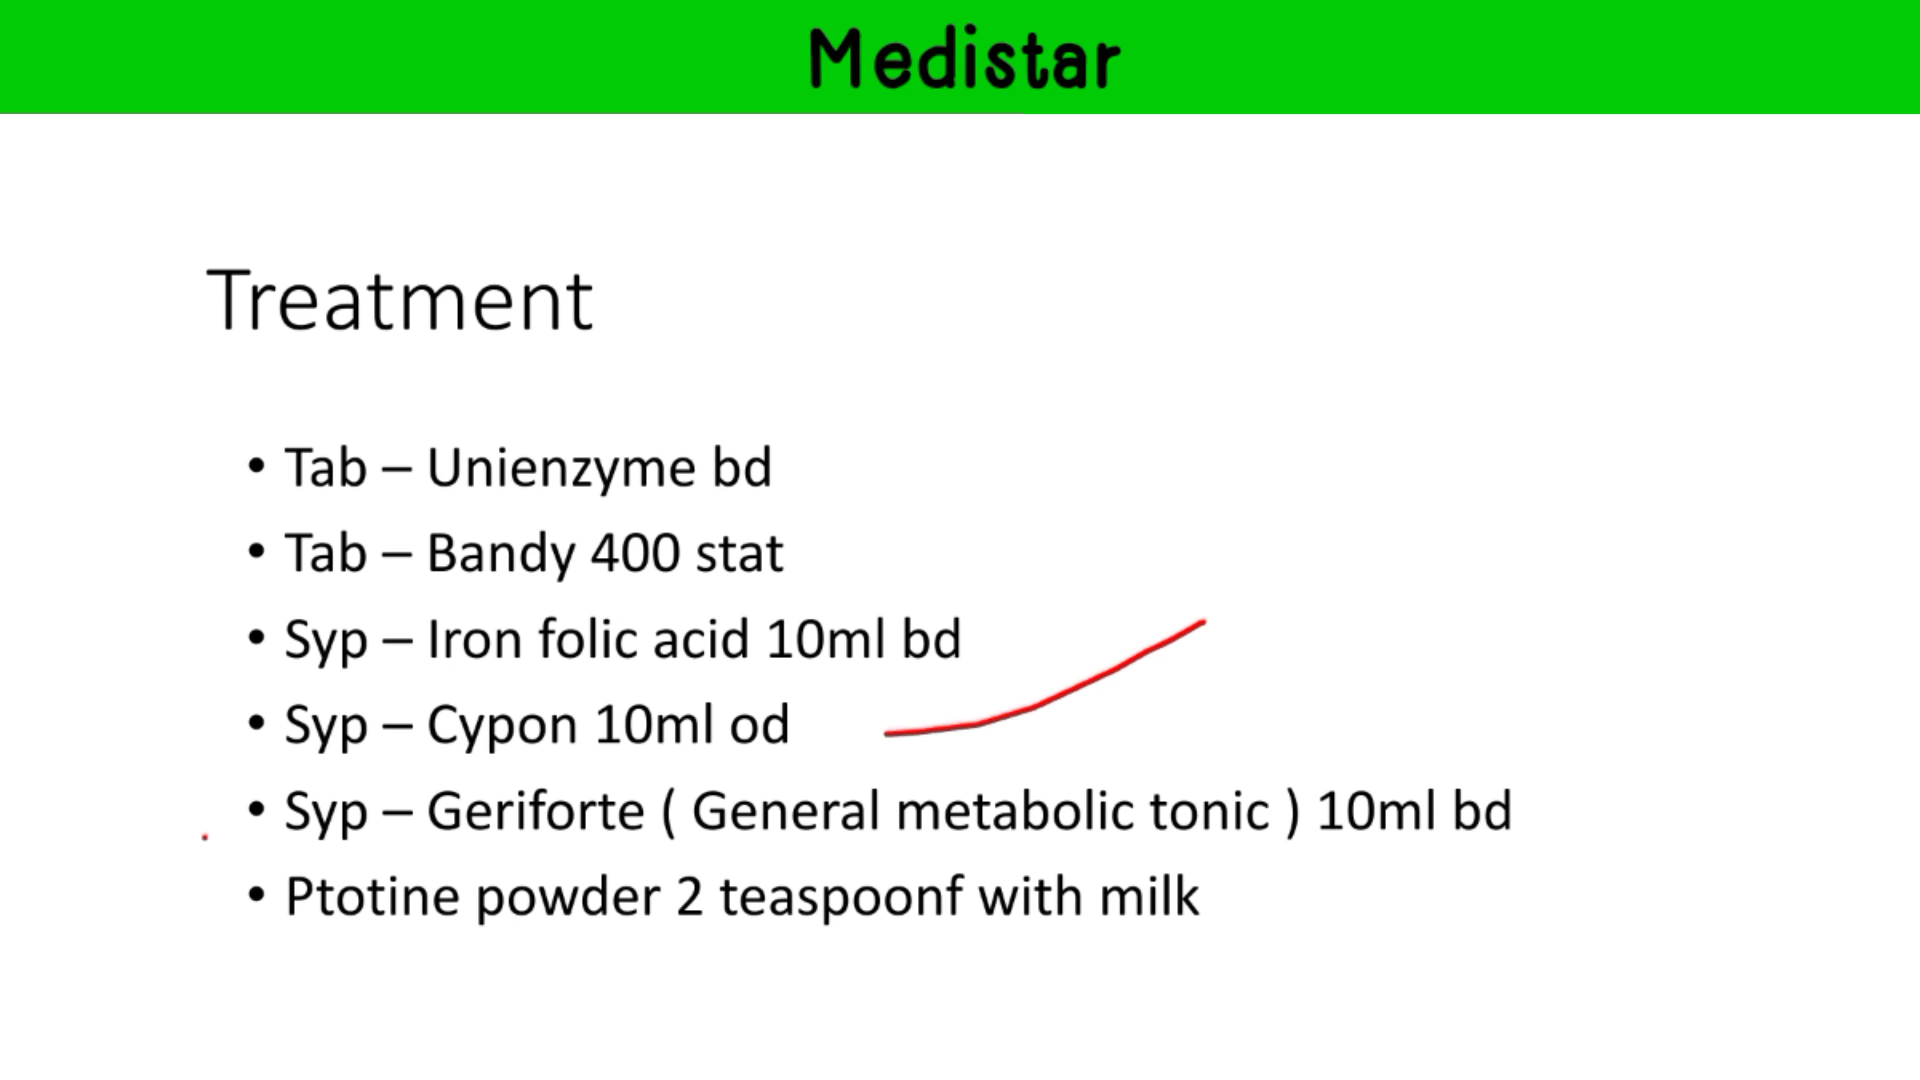 Medistar
Treatment
• Tab – Unienzyme bd
• Tab – Bandy 400 stat
• Syp – Iron folic acid 10ml bd
• Syp – Cypon 10ml od
• Syp – Geriforte ( General metabolic tonic ) 10ml bd
• Ptotine powder 2 teaspoonf with milk